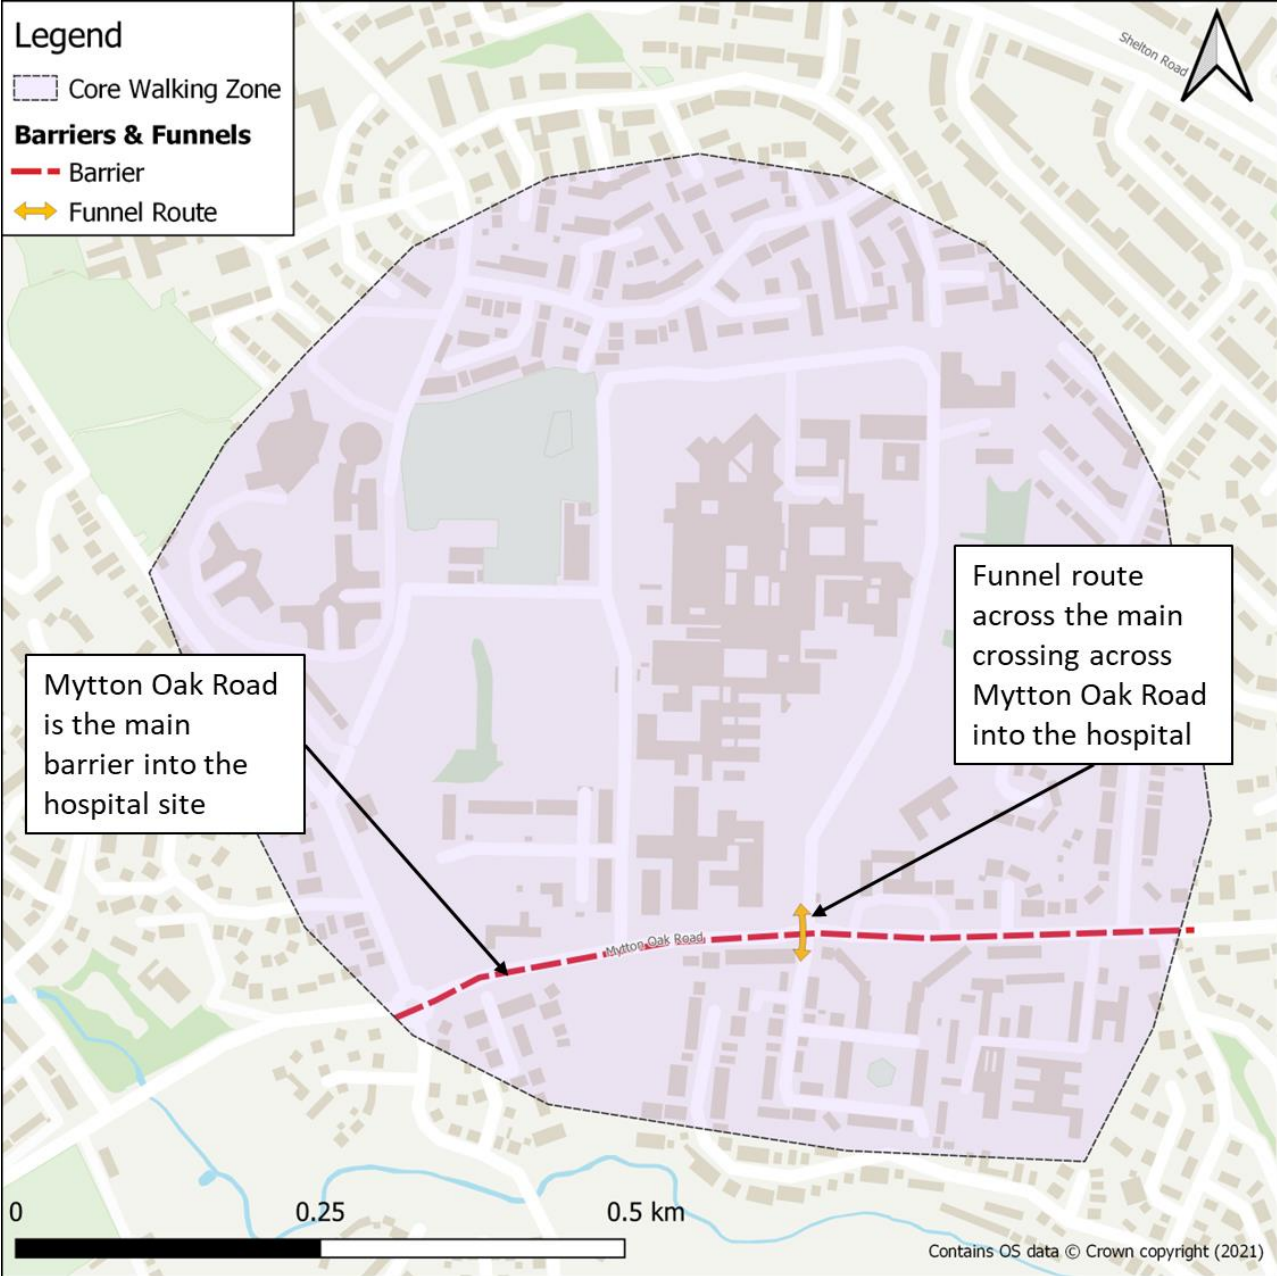 Legend
Core Walking Zone
Barriers & Funnels
Barrier
Funnel Route
Shelton Road
Funnel route
across the main
crossing across
Mytton Oak Road
into the hospital
Mytton Oak Road
is the main
barrier into the
hospital site
Mytton Oak Road
0 0.25 0.5 km
Contains OS data © Crown copyright (2021)